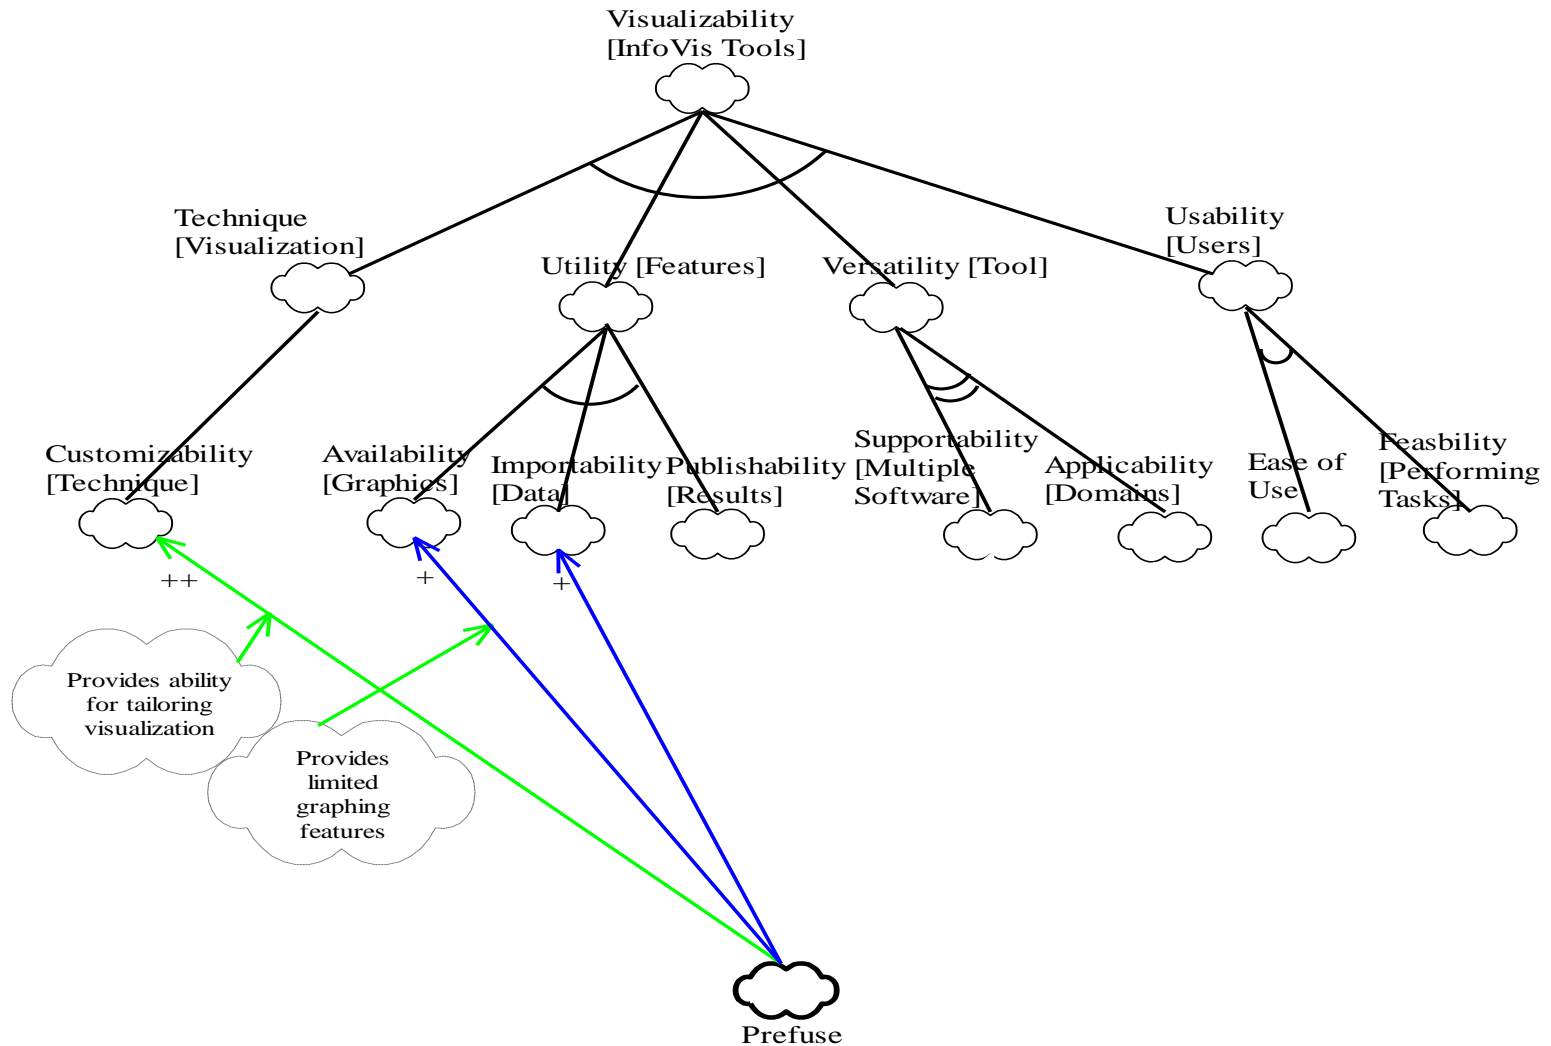 Visualizability
[InfoVis Tools]
Technique
[Visualization]
Utility [Features]
Versatility [Tool]
Usability
[Users]
Customizability
[Technique]
Availability
[Graphics]
Importability
[Data]
Publishability
[Results]
Supportability
[Multiple
Software]
Applicability
[Domains]
Ease of
Use
Feasbility
[Performing
Tasks]
++
+
+
Provides ability
for tailoring
visualization
Provides
limited
graphing
features
Prefuse